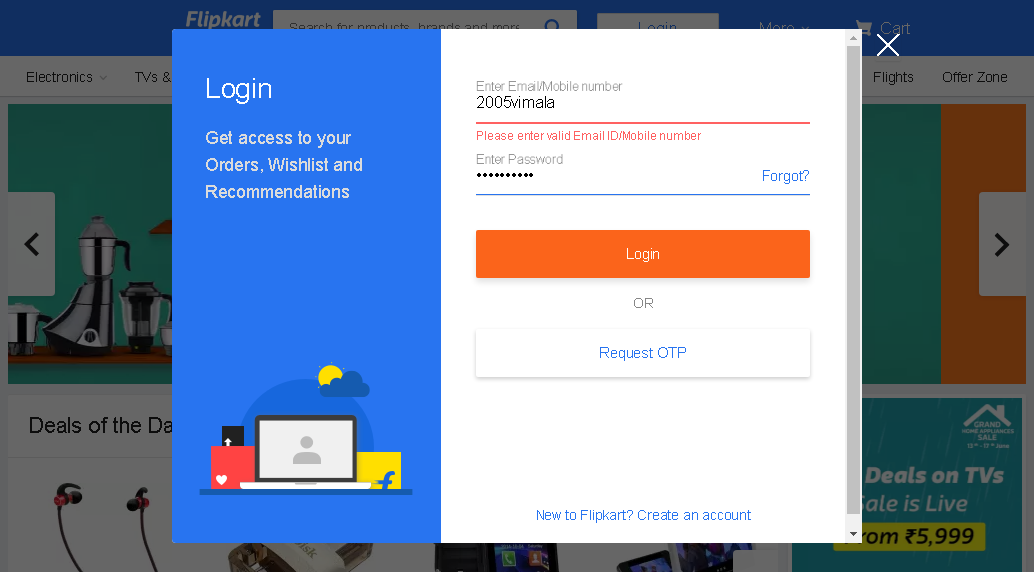 Flipkart
Search for products, brands and more
Login
More
Cart
Electronics
TVs &
Flights
Offer Zone
Login
Get access to your
Orders, Wishlist and
Recommendations
Enter Email/Mobile number
2005vimala
Please enter valid Email ID/Mobile number
Enter Password
••••••••••
Forgot?
Login
OR
Request OTP
New to Flipkart? Create an account
Deals of the Da
GRAND
HOME APPLIANCES
SALE
Deals on TVs
Sale is Live
From ₹5,999